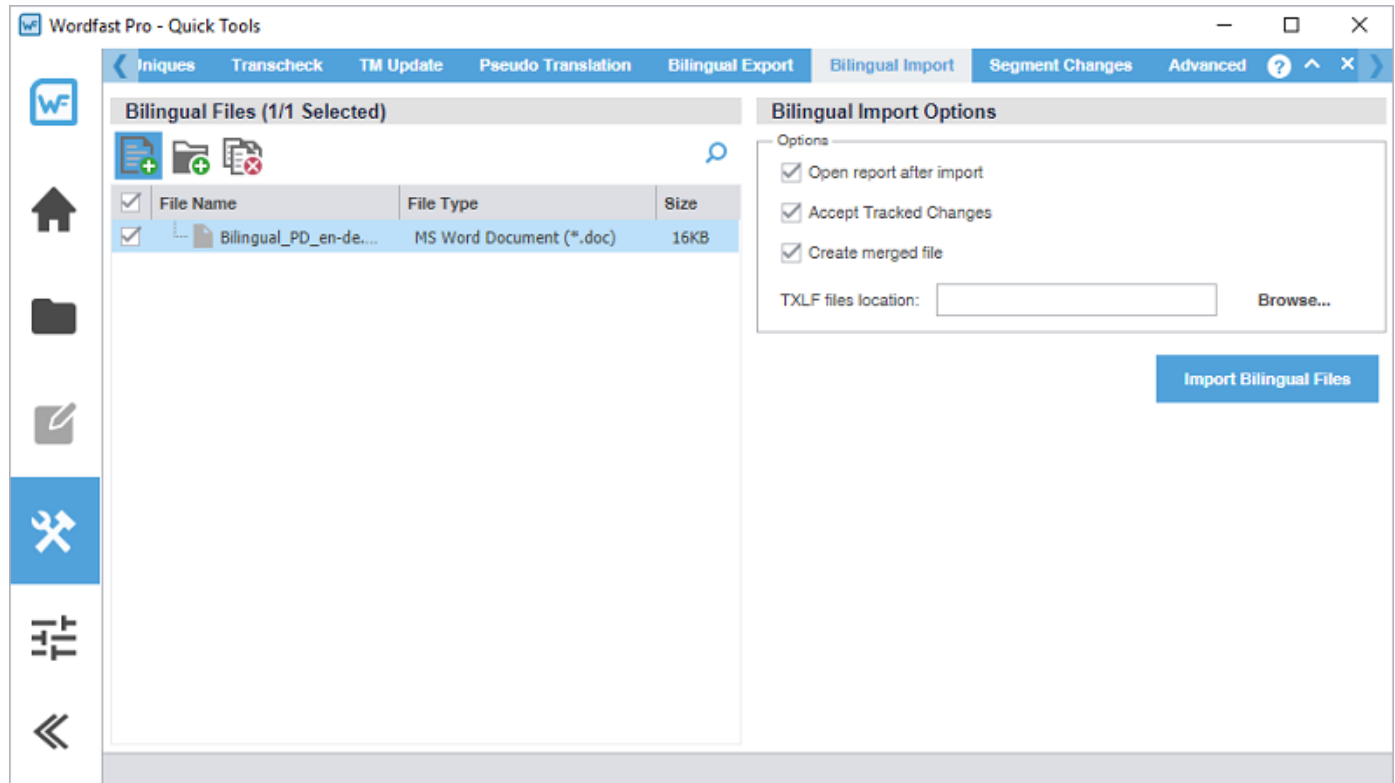 Wordfast Pro - Quick Tools
WF
Uniques Transcheck TM Update Pseudo Translation Bilingual Export Bilingual Import Segment Changes Advanced
Bilingual Files (1/1 Selected)
File Name File Type Size
Bilingual_PD_en-de.... MS Word Document (*.doc) 16KB
Bilingual Import Options
Options
Open report after import
Accept Tracked Changes
Create merged file
TXLF files location: Browse...
Import Bilingual Files